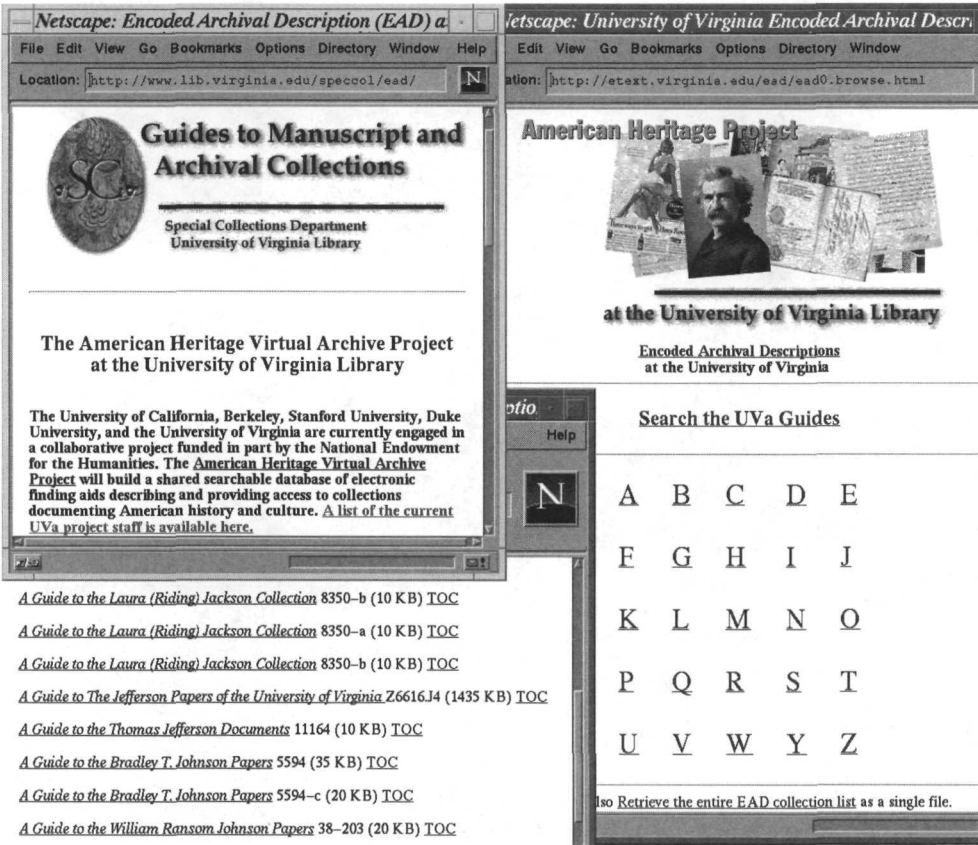 Netscape: Encoded Archival Description (EAD) a
File Edit View Go Bookmarks Options Directory Window Help
Location: http://www.lib.virginia.edu/speccol/ead/
N
SC
Guides to Manuscript and
Archival Collections
Special Collections Department
University of Virginia Library
The American Heritage Virtual Archive Project
at the University of Virginia Library
The University of California, Berkeley, Stanford University, Duke
University, and the University of Virginia are currently engaged in
a collaborative project funded in part by the National Endowment
for the Humanities. The American Heritage Virtual Archive
Project will build a shared searchable database of electronic
finding aids describing and providing access to collections
documenting American history and culture. A list of the current
UVa project staff is available here.
ptio
Help
N
A Guide to the Laura (Riding) Jackson Collection 8350-b (10 KB) TOC
A Guide to the Laura (Riding) Jackson Collection 8350-a (10 KB) TOC
A Guide to the Laura (Riding) Jackson Collection 8350-b (10 KB) TOC
A Guide to The Jefferson Papers of the University of Virginia Z6616.J4 (1435 KB) TOC
A Guide to the Thomas Jefferson Documents 11164 (10 KB) TOC
A Guide to the Bradley T. Johnson Papers 5594 (35 KB) TOC
A Guide to the Bradley T. Johnson Papers 5594-c (20 KB) TOC
A Guide to the William Ransom Johnson Papers 38-203 (20 KB) TOC
Netscape: University of Virginia Encoded Archival Descri
Edit View Go Bookmarks Options Directory Window
ation: http://etext.virginia.edu/ead/ead0.browse.html
American Heritage Project
at the University of Virginia Library
Encoded Archival Descriptions
at the University of Virginia
Search the UVa Guides
A B C D E
F G H I J
K L M N O
P Q R S T
U V W Y Z
lso Retrieve the entire EAD collection list as a single file.